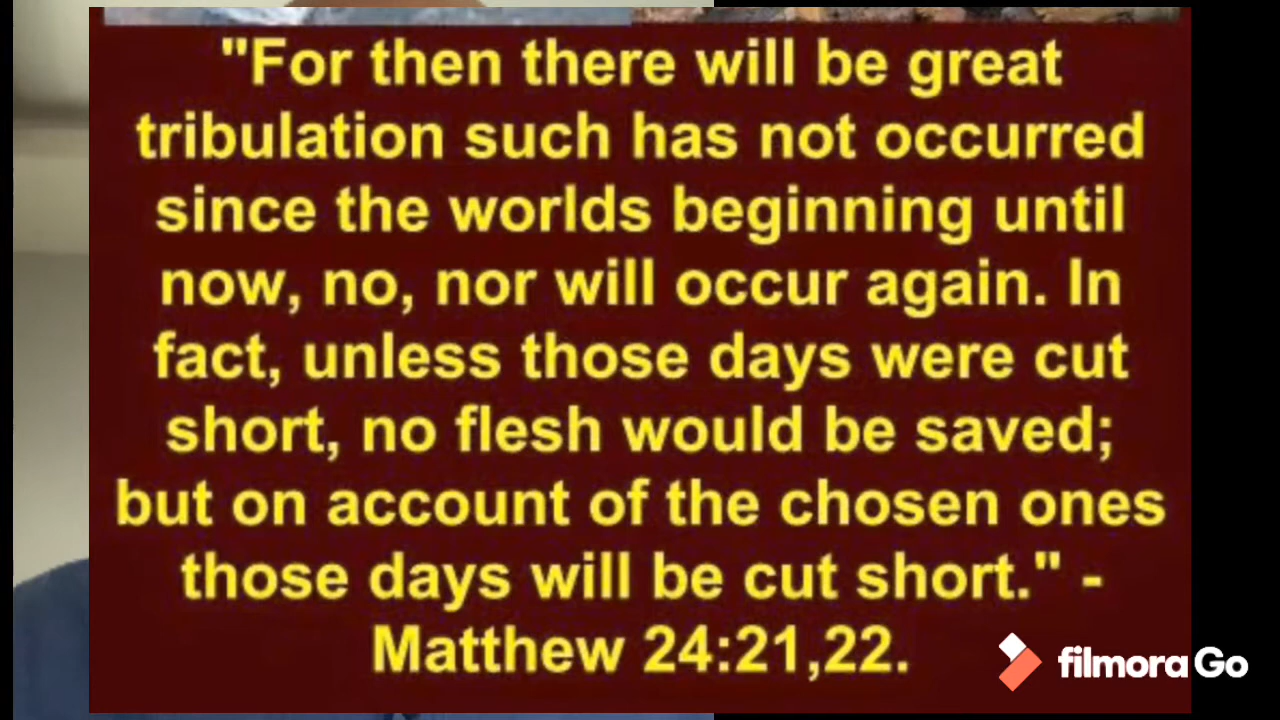 "For then there will be great
tribulation such has not occurred
since the worlds beginning until
now, no, nor will occur again. In
fact, unless those days were cut
short, no flesh would be saved;
but on account of the chosen ones
those days will be cut short." -
Matthew 24:21,22.
filmora Go